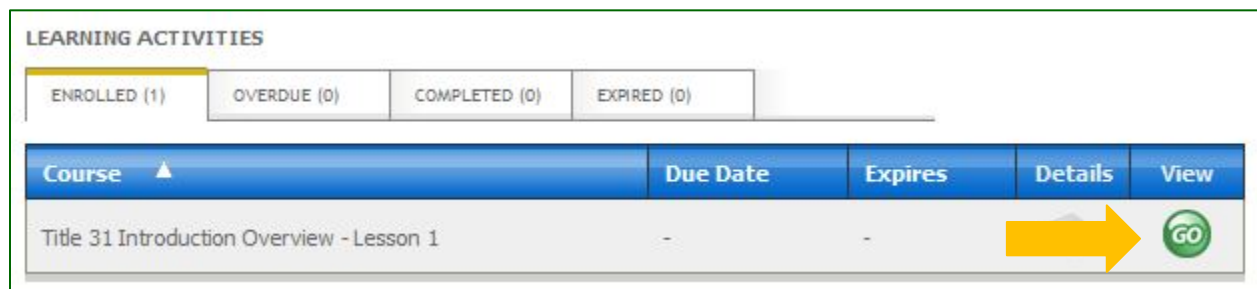 LEARNING ACTIVITIES
ENROLLED (1) OVERDUE (0) COMPLETED (0) EXPIRED (0)
Course Due Date Expires Details View
Title 31 Introduction Overview - Lesson 1 - - GO